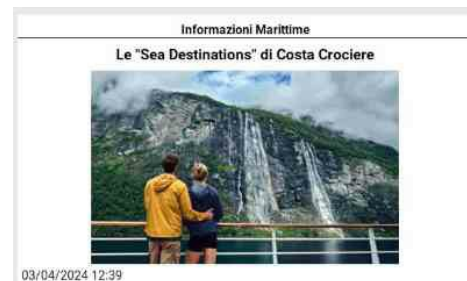 Informazioni Marittime
Le "Sea Destinations" di Costa Crociere
03/04/2024 12:39